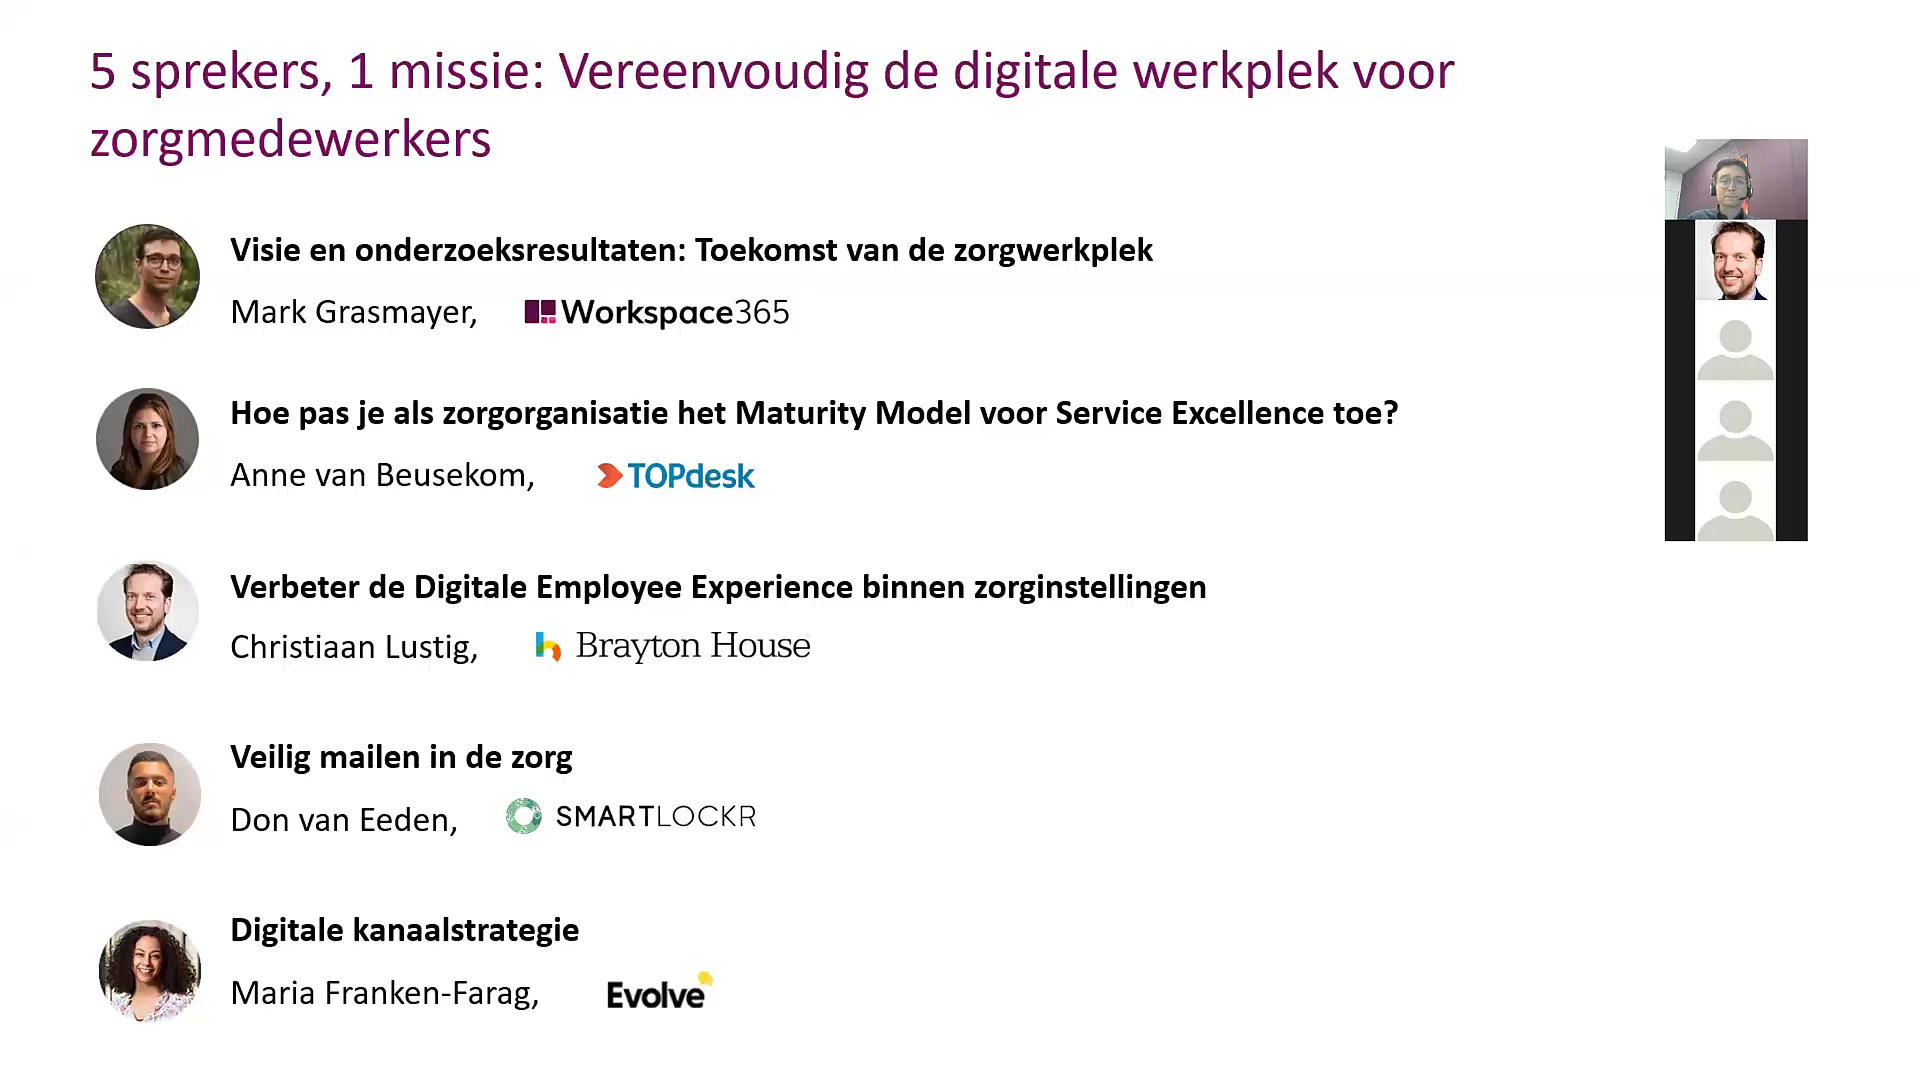 5 sprekers, 1 missie: Vereenvoudig de digitale werkplek voor
zorgmedewerkers
Visie en onderzoeksresultaten: Toekomst van de zorgwerkplek
Mark Grasmayer, Workspace365
Hoe pas je als zorgorganisatie het Maturity Model voor Service Excellence toe?
Anne van Beusekom, TOPdesk
Verbeter de Digitale Employee Experience binnen zorginstellingen
Christiaan Lustig, Brayton House
Veilig mailen in de zorg
Don van Eeden, SMARTLOCKR
Digitale kanaalstrategie
Maria Franken-Farag, Evolve